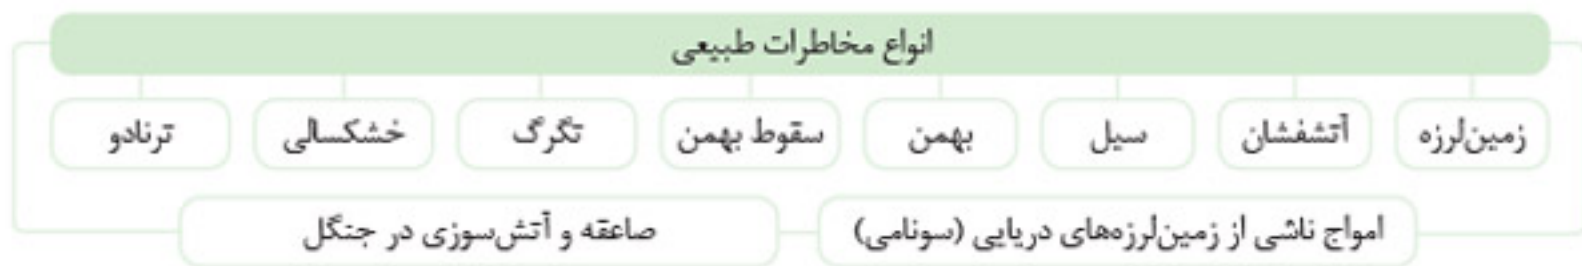 انواع مخاطرات طبیعی
زمین‌لرزه
آتشفشان
سیل
بهمن
سقوط بهمن
تگرگ
خشکسالی
ترنادو
امواج ناشی از زمین‌لرزه‌های دریایی (سونامی)
صاعقه و آتش‌سوزی در جنگل